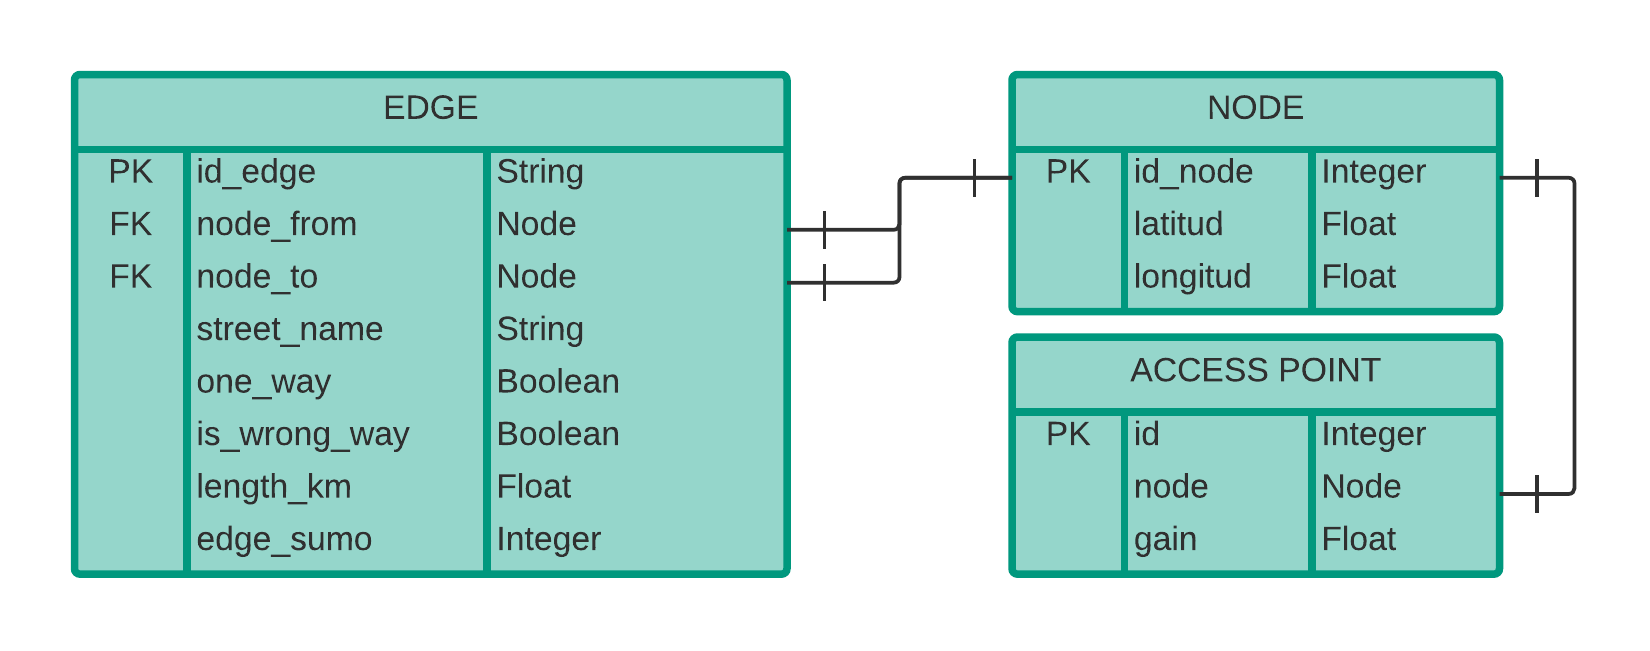 EDGE
PK id_edge String
FK node_from Node
FK node_to Node
street_name String
one_way Boolean
is_wrong_way Boolean
length_km Float
edge_sumo Integer
NODE
PK id_node Integer
latitud Float
longitud Float
ACCESS POINT
PK id Integer
node Node
gain Float